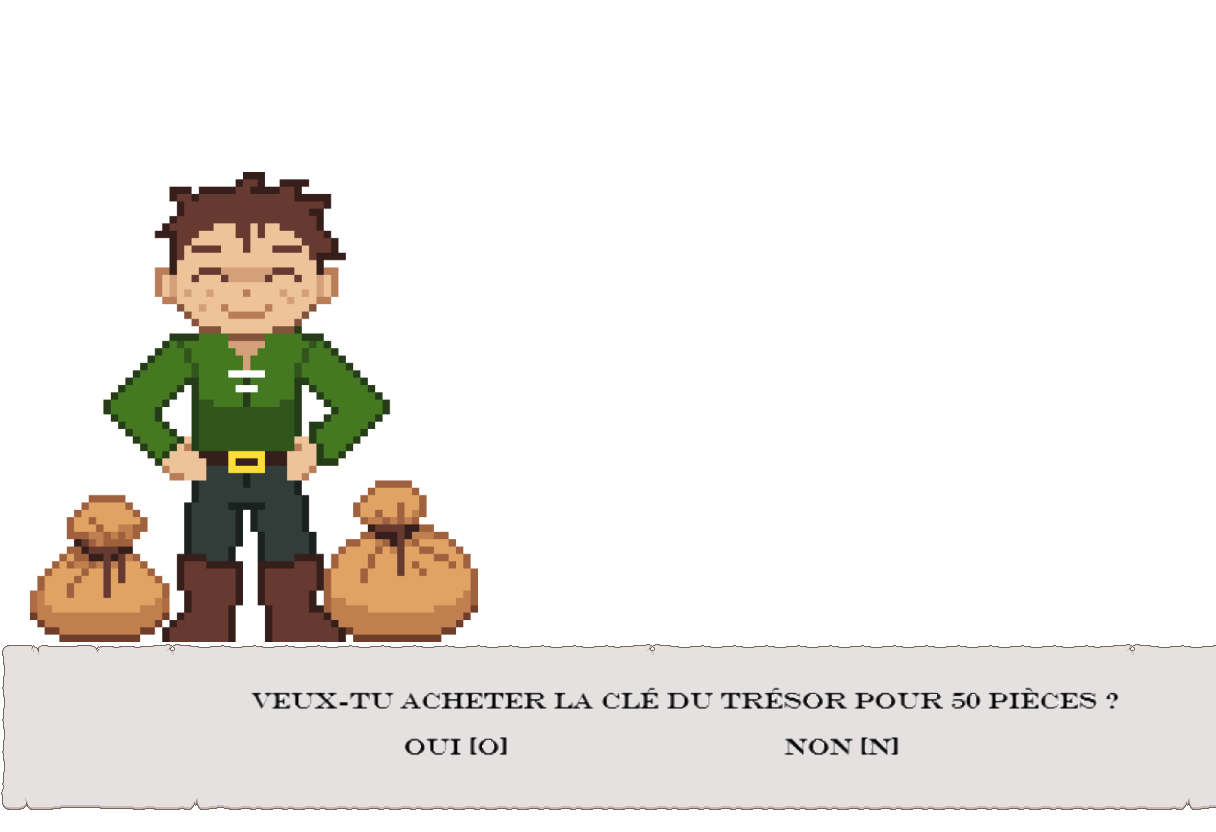 VEUX-TU ACHETER LA CLÉ DU TRÉSOR POUR 50 PIÈCES ?
OUI [O] NON [N]